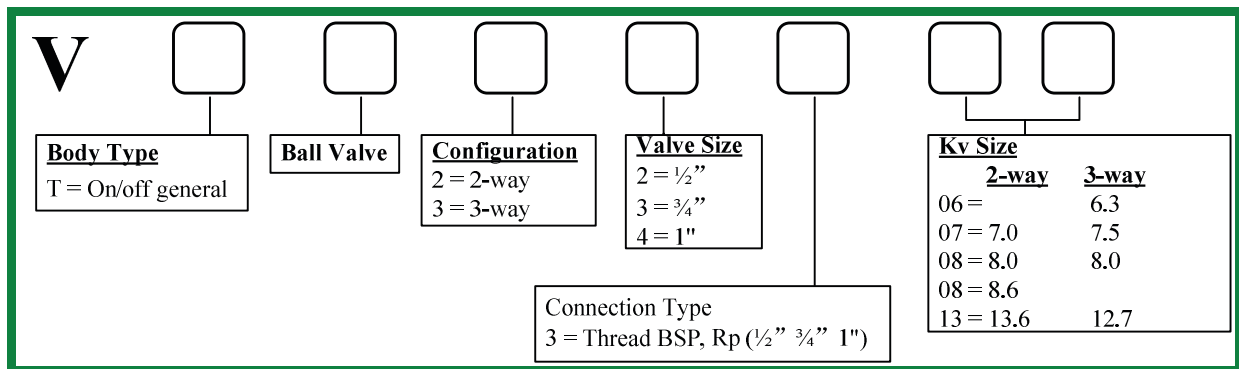 V
Body Type
T = On/off general
Ball Valve
Configuration
2 = 2-way
3 = 3-way
Valve Size
2 = ½”
3 = ¾”
4 = 1"
Connection Type
3 = Thread BSP, Rp (½” ¾” 1")
Kv Size
2-way 3-way
06 = 6.3
07 = 7.0 7.5
08 = 8.0 8.0
08 = 8.6
13 = 13.6 12.7